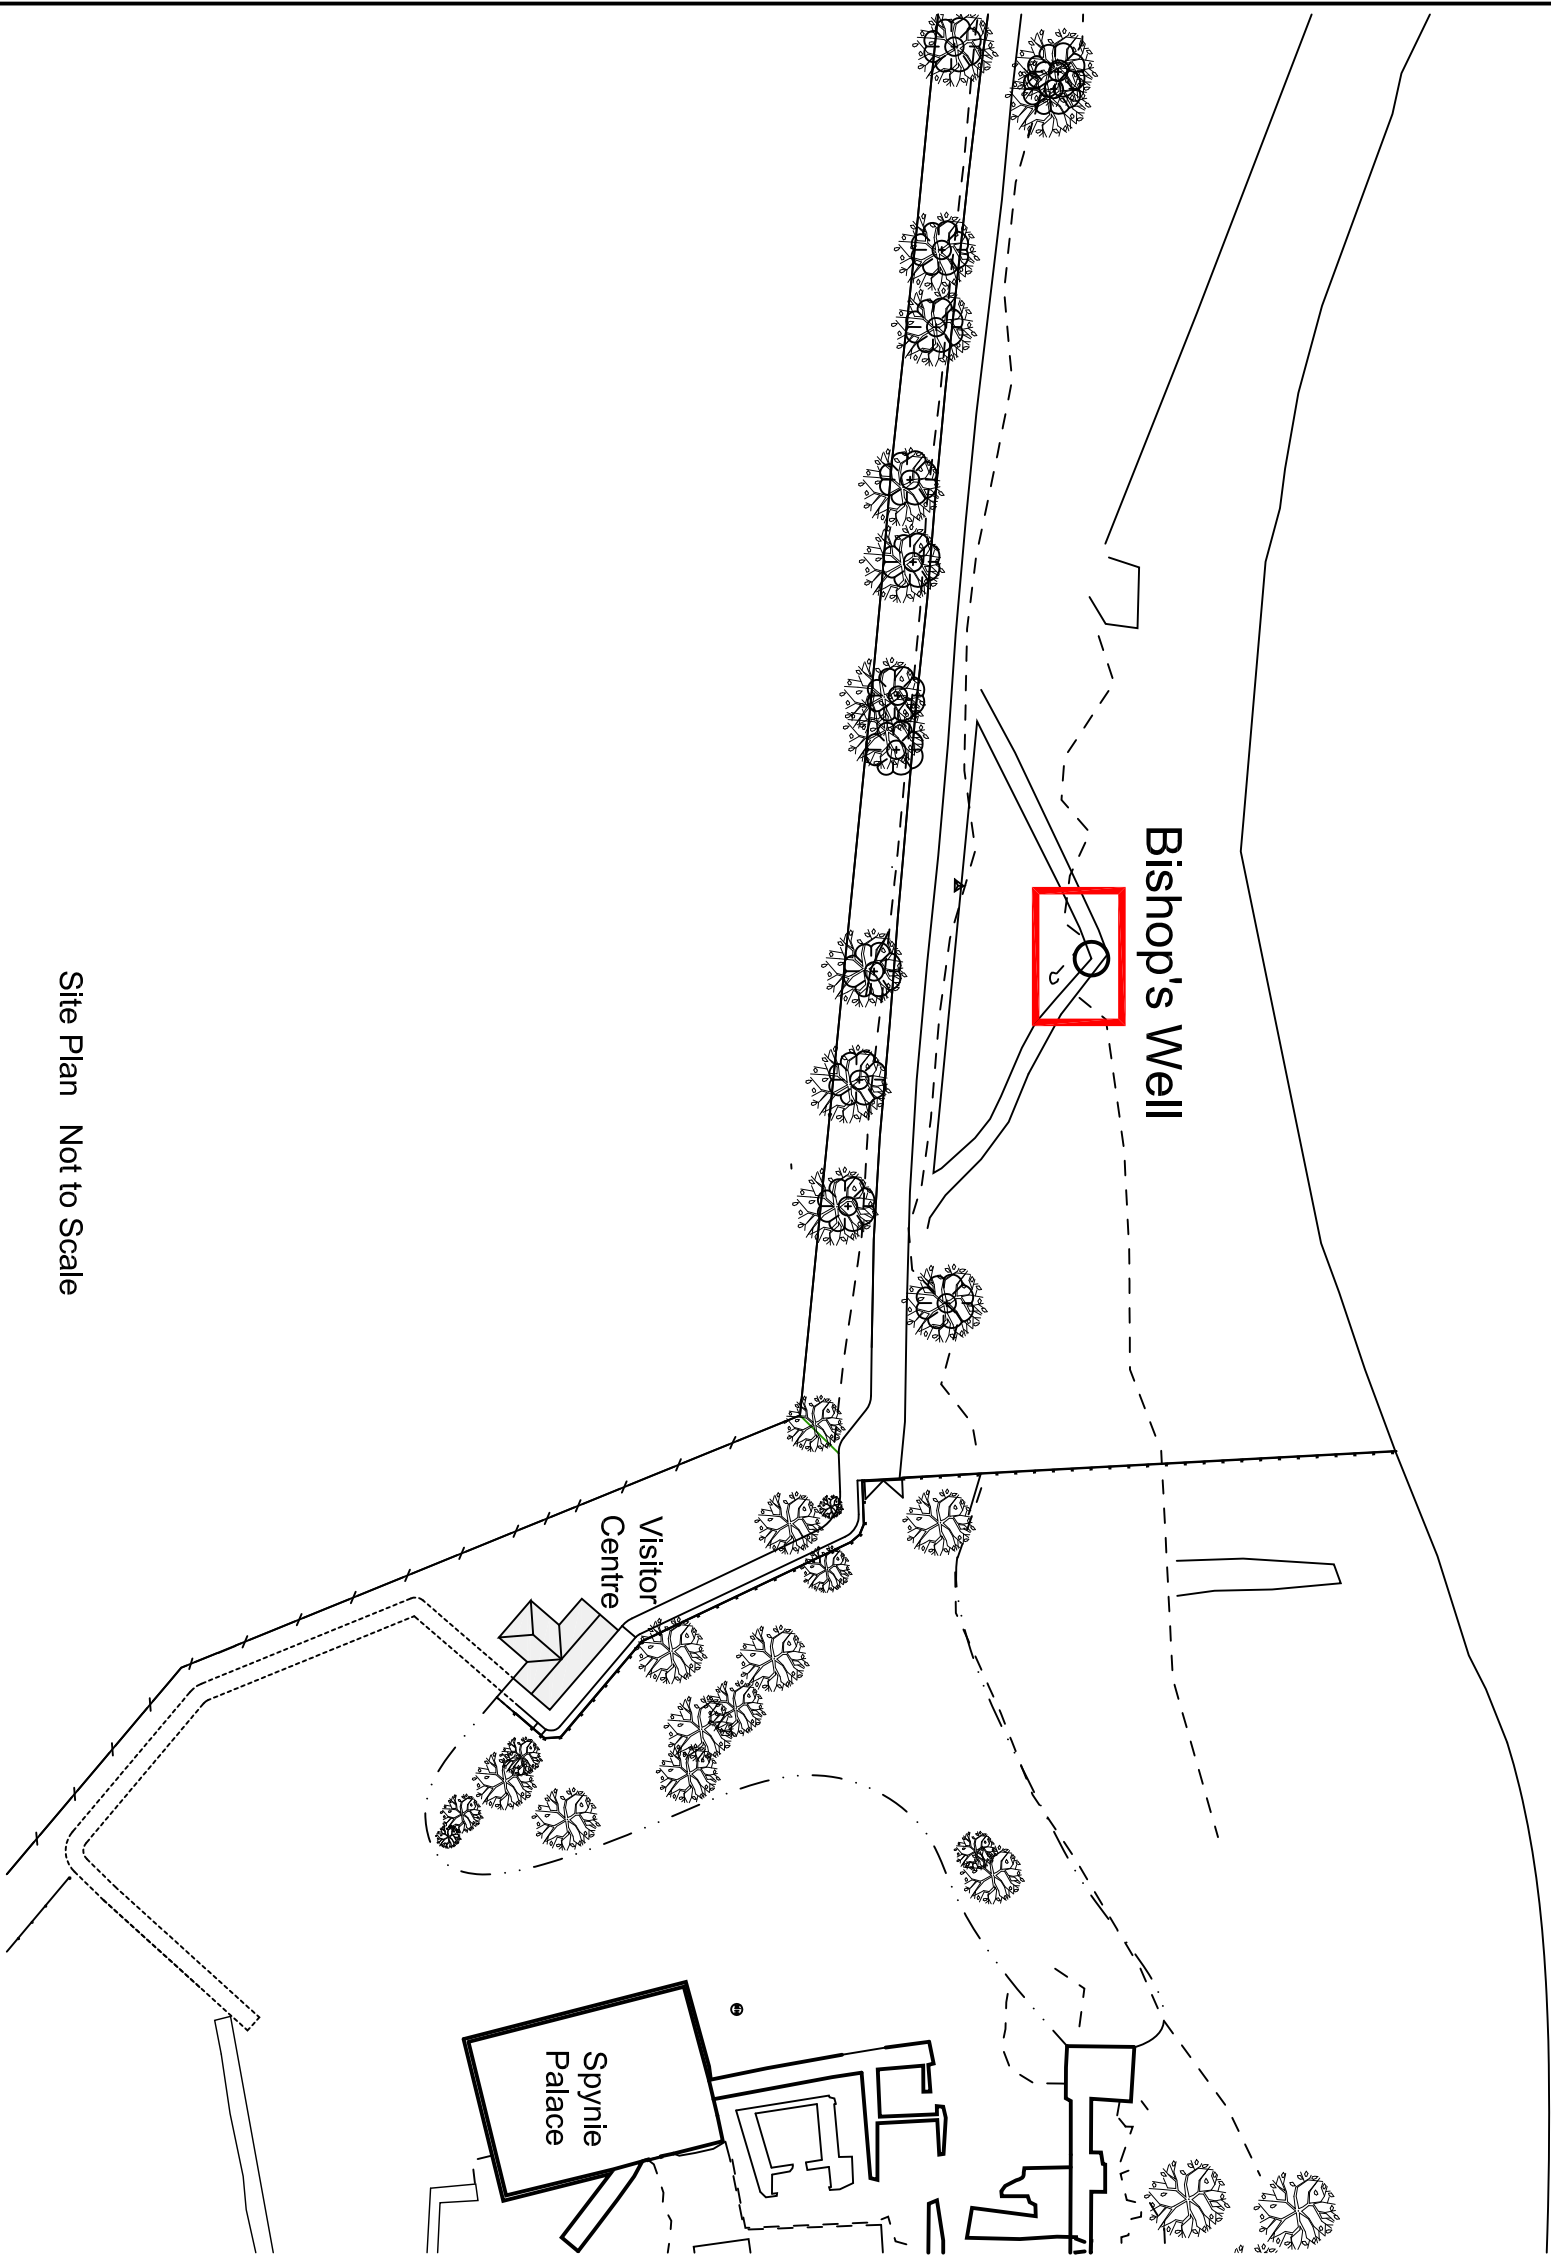 Bishop's Well
Site Plan   Not to Scale
Visitor
Centre
Spynie
Palace